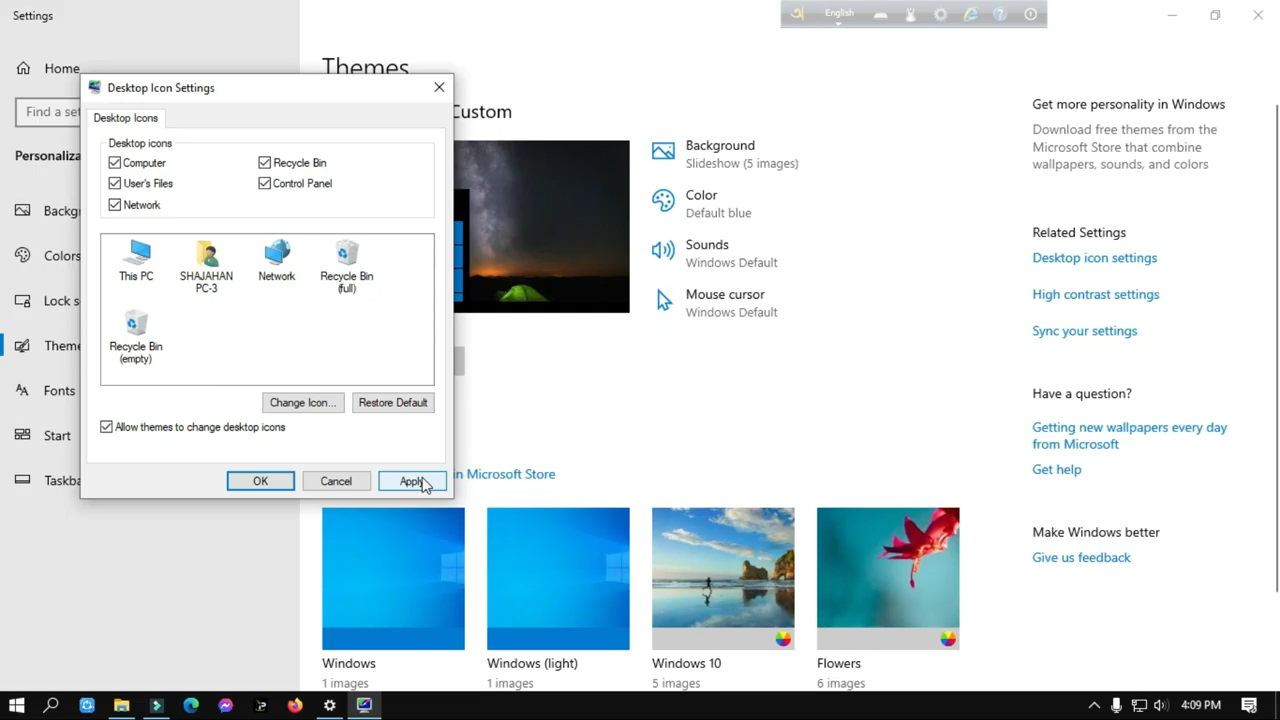 Settings
English
Home
Find a set
Personaliza
Backg
Colors
Lock s
Theme
Fonts
Start
Taskba
Desktop Icon Settings
Desktop Icons
Desktop icons
Computer
Recycle Bin
User's Files
Control Panel
Network
This PC
SHAJAHAN
PC-3
Network
Recycle Bin
(full)
Recycle Bin
(empty)
Change Icon...
Restore Default
Allow themes to change desktop icons
OK
Cancel
Apply
Themes
Custom
Background
Slideshow (5 images)
Color
Default blue
Sounds
Windows Default
Mouse cursor
Windows Default
in Microsoft Store
Windows
1 images
Windows (light)
1 images
Windows 10
5 images
Flowers
6 images
Get more personality in Windows
Download free themes from the
Microsoft Store that combine
wallpapers, sounds, and colors
Related Settings
Desktop icon settings
High contrast settings
Sync your settings
Have a question?
Getting new wallpapers every day
from Microsoft
Get help
Make Windows better
Give us feedback
4:09 PM